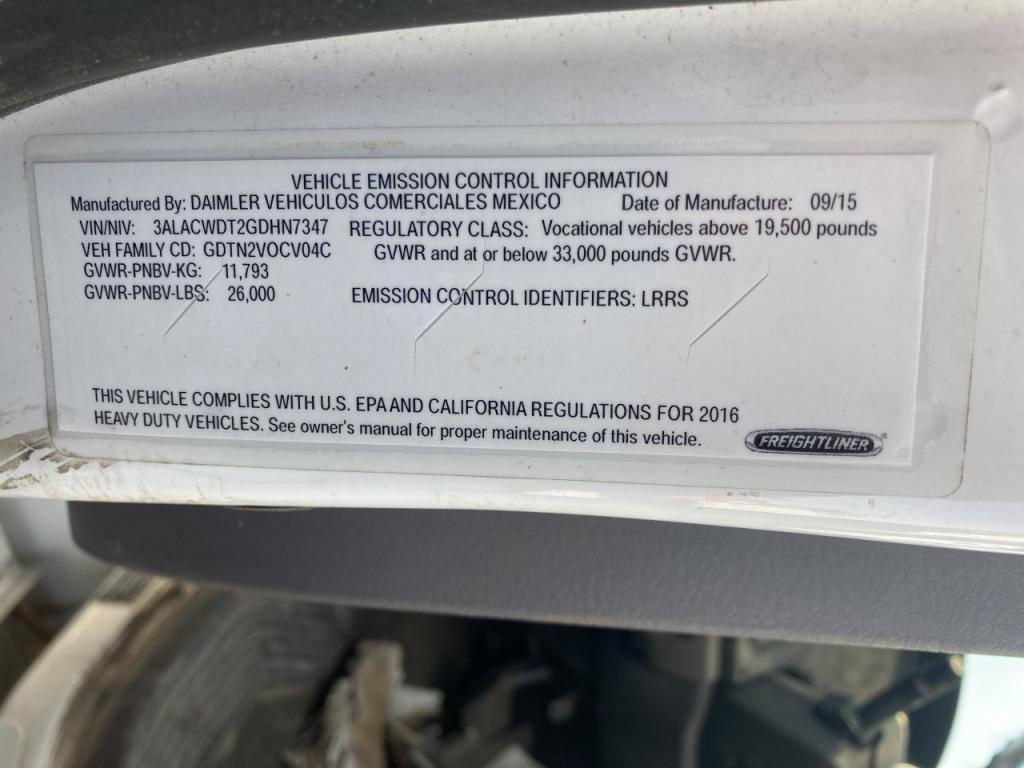 VEHICLE EMISSION CONTROL INFORMATION
Manufactured By: DAIMLER VEHICULOS COMERCIALES MEXICO Date of Manufacture: 09/15
VIN/NIV: 3ALACWDT2GDHN7347 REGULATORY CLASS: Vocational vehicles above 19,500 pounds
VEH FAMILY CD: GDTN2VOCV04C GVWR and at or below 33,000 pounds GVWR.
GVWR-PNBV-KG: 11,793
GVWR-PNBV-LBS: 26,000 EMISSION CONTROL IDENTIFIERS: LRRS
THIS VEHICLE COMPLIES WITH U.S. EPA AND CALIFORNIA REGULATIONS FOR 2016
HEAVY DUTY VEHICLES. See owner's manual for proper maintenance of this vehicle.
FREIGHTLINER